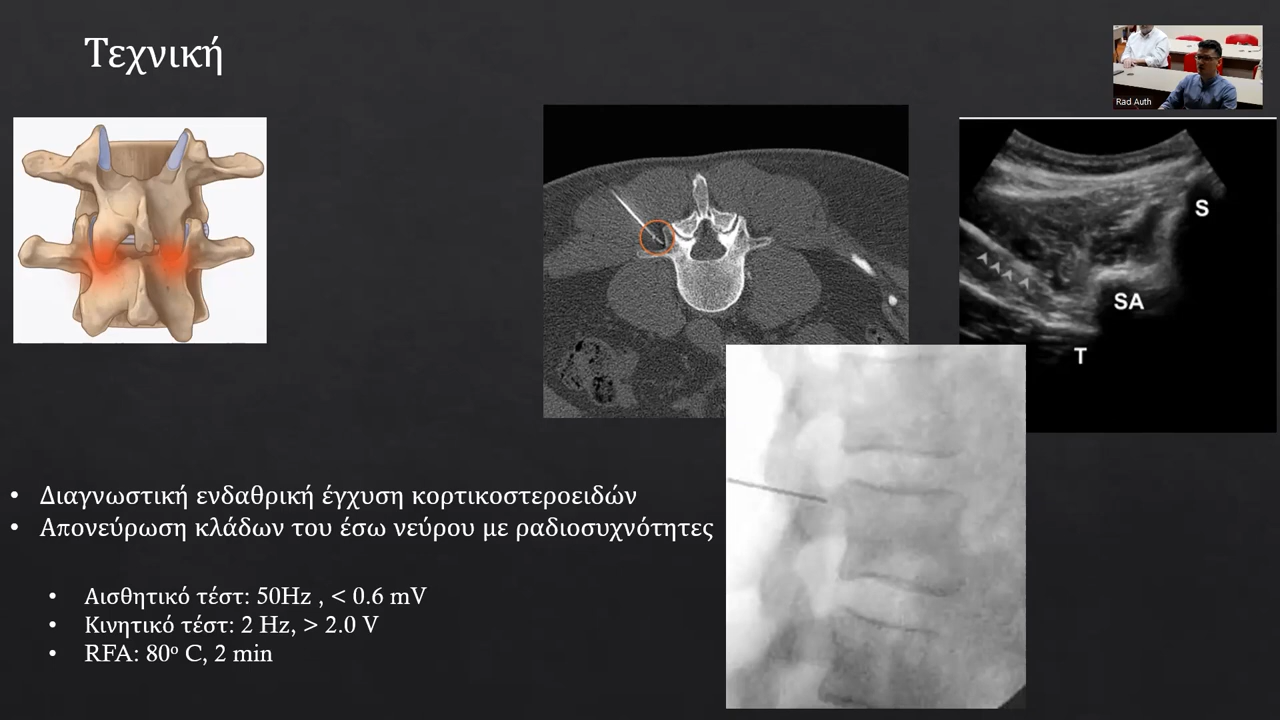 Τεχνική
Rad Auth
S
SA
T
• Διαγνωστική ενδαθρική έγχυση κορτικοστεροειδών
• Απονεύρωση κλάδων του έσω νεύρου με ραδιοσυχνότητες
• Αισθητικό τέστ: 50Hz , < 0.6 mV
• Κινητικό τέστ: 2 Hz, > 2.0 V
• RFA: 80º C, 2 min